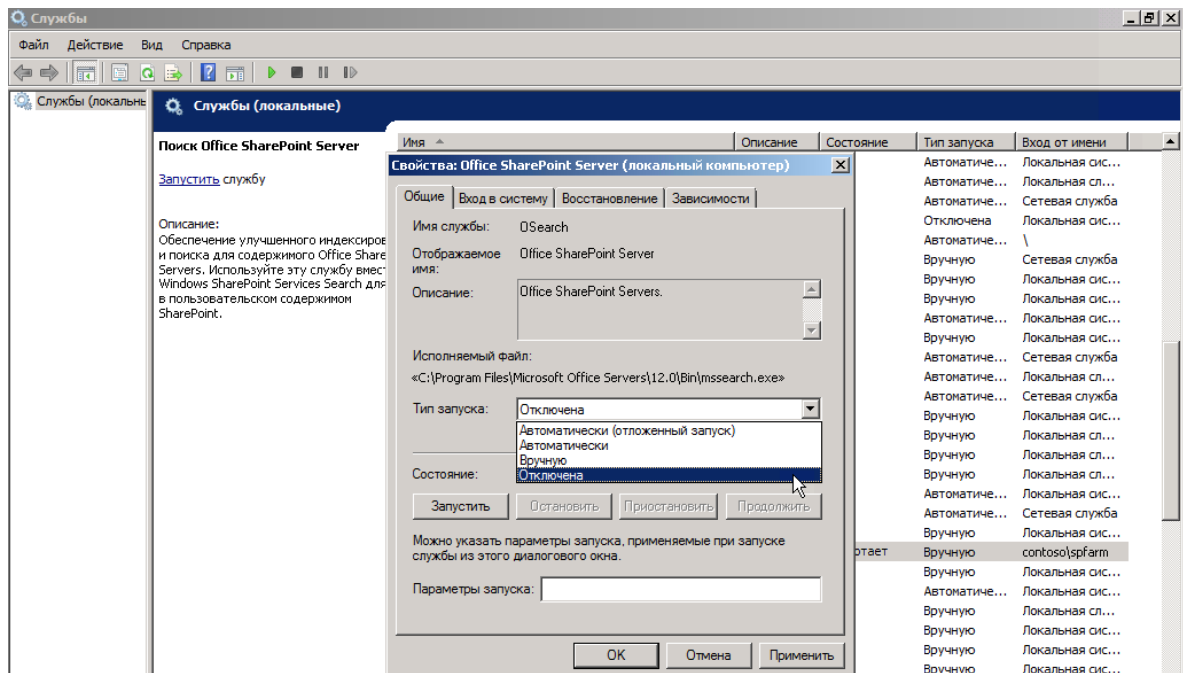 Службы
Файл Действие Вид Справка
Службы (локальнь
Службы (локальные)
Поиск Office SharePoint Server
Запустить службу
Описание:
Обеспечение улучшенного индексиров
и поиска для содержимого Office Share
Servers. Используйте эту службу вмест
Windows SharePoint Services Search для
в пользовательском содержимом
SharePoint.
Имя Описание Состояние Тип запуска Вход от имени
Автоматиче... Локальная сис...
Автоматиче... Локальная сл...
Автоматиче... Сетевая служба
Отключена Локальная сис...
Автоматиче... \
Вручную Сетевая служба
Вручную Локальная сис...
Вручную Локальная сис...
Автоматиче... Локальная сис...
Вручную Локальная сис...
Автоматиче... Сетевая служба
Автоматиче... Локальная сл...
Автоматиче... Сетевая служба
Вручную Локальная сис...
Вручную Локальная сл...
Вручную Локальная сл...
Вручную Локальная сис...
Автоматиче... Локальная сис...
Автоматиче... Сетевая служба
Вручную Локальная сис...
отает Вручную contoso\spfarm
Вручную Локальная сис...
Автоматиче... Локальная сис...
Вручную Локальная сл...
Вручную Локальная сис...
Вручную Локальная сис...
Вручную Локальная сис...
Свойства: Office SharePoint Server (локальный компьютер)
Общие Вход в систему Восстановление Зависимости
Имя службы: OSearch
Отображаемое имя: Office SharePoint Server
Описание: Office SharePoint Servers.
Исполняемый файл:
«C:\Program Files\Microsoft Office Servers\12.0\Bin\mssearch.exe»
Тип запуска: Отключена
Автоматически (отложенный запуск)
Автоматически
Вручную
Состояние: Отключена
Запустить Остановить Приостановить Продолжить
Можно указать параметры запуска, применяемые при запуске
службы из этого диалогового окна.
Параметры запуска:
OK Отмена Применить